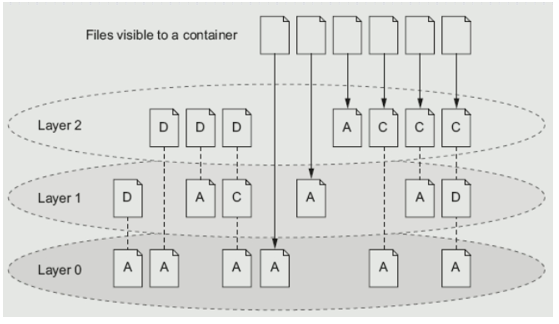 Files visible to a container
Layer 2 D D D A C C C
Layer 1 D A C A A D
Layer 0 A A A A A A